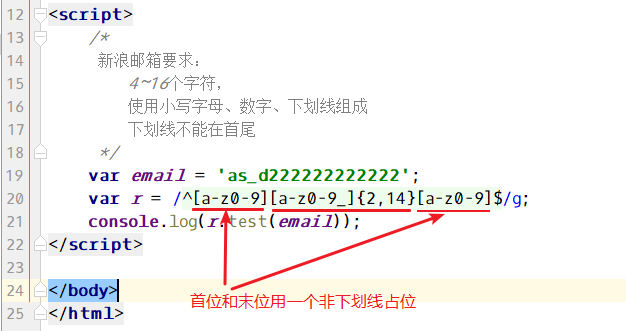 12 <script>
13 /*
14 新浪邮箱要求:
15 4~16个字符,
16 使用小写字母、数字、下划线组成
17 下划线不能在首尾
18 */
19 var email = 'as_d222222222222';
20 var r = /^[a-z0-9][a-z0-9_]{2,14}[a-z0-9]$/g;
21 console.log(r.test(email));
22 </script>
23
24 </body>
首位和末位用一个非下划线占位
25 </html>